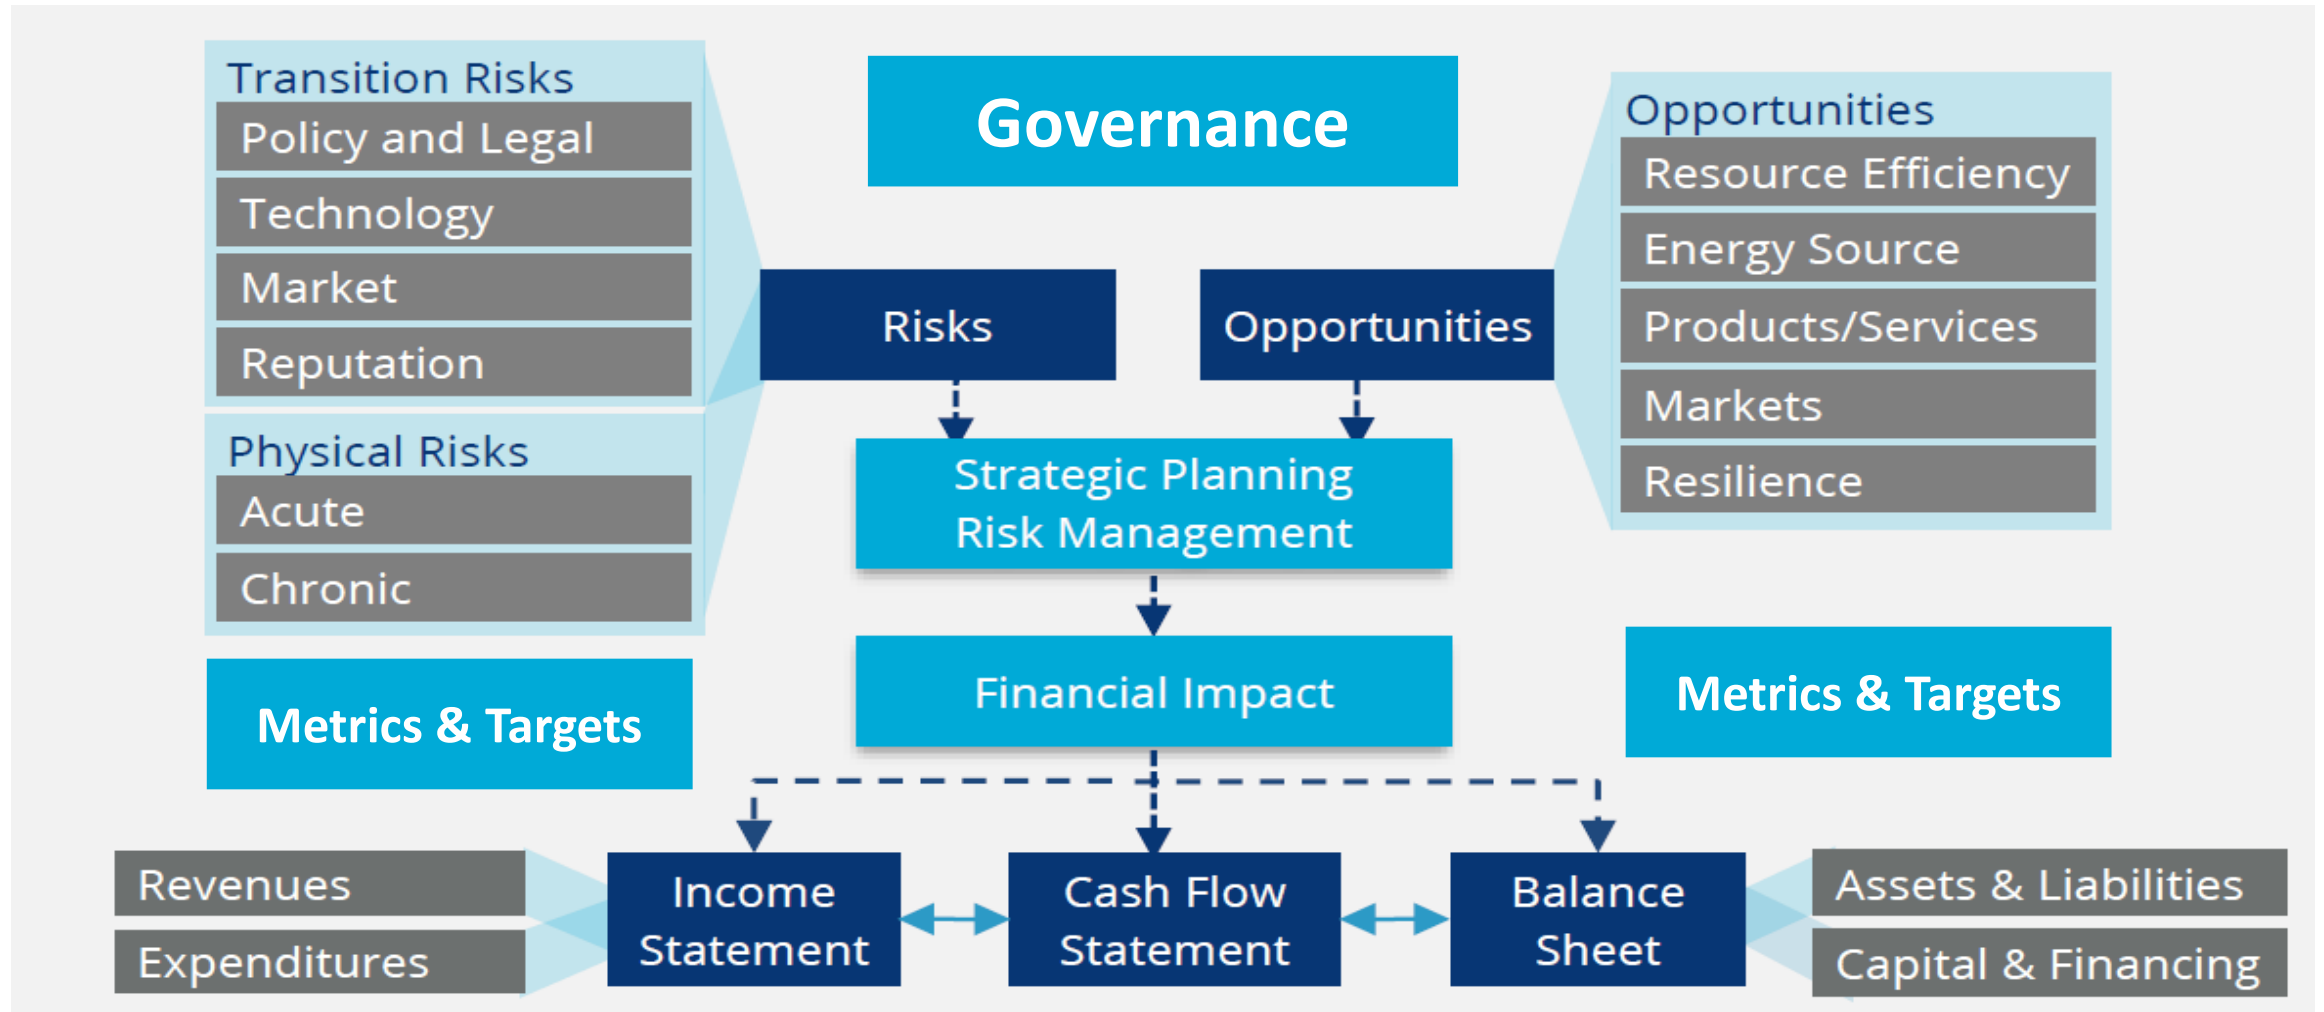 Transition Risks
Policy and Legal
Technology
Market
Reputation
Physical Risks
Acute
Chronic
Metrics & Targets
Governance
Risks
Opportunities
Strategic Planning
Risk Management
Financial Impact
Opportunities
Resource Efficiency
Energy Source
Products/Services
Markets
Resilience
Metrics & Targets
Revenues
Expenditures
Income
Statement
Cash Flow
Statement
Balance
Sheet
Assets & Liabilities
Capital & Financing